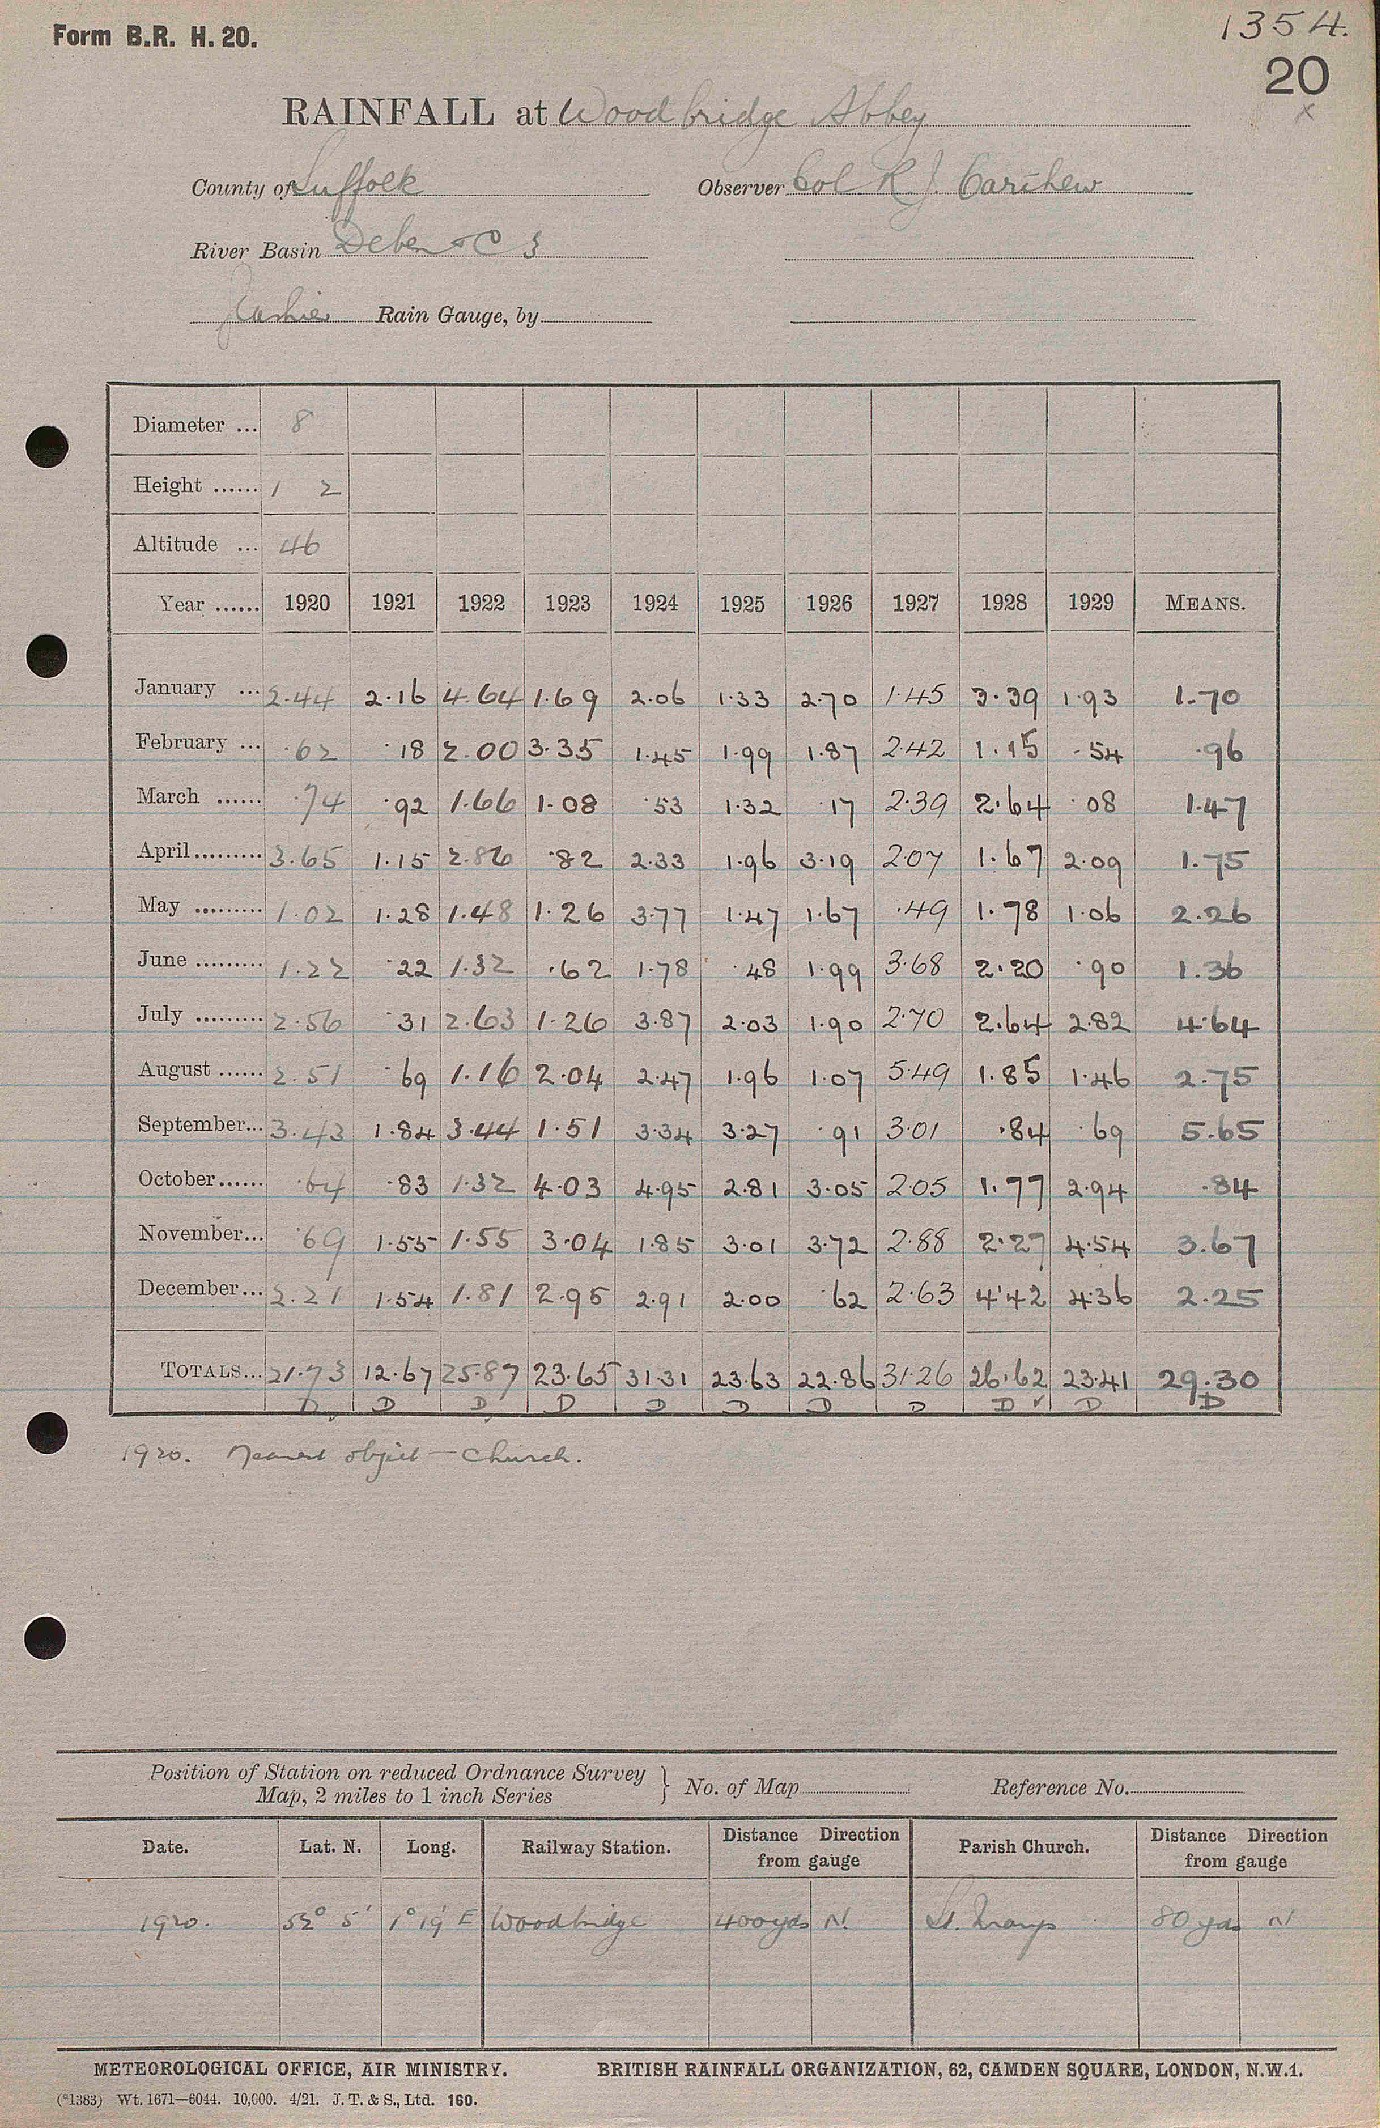 Form B.R. H. 20.
1354.
20
x
RAINFALL at Woodbridge Abbey
County of Suffolk Observer Col R. J. Carthew
River Basin Deben & C
Rain Gauge, by
Diameter ... 8
Height ...... 1 2
Altitude ... 46
Year ...... 1920 1921 1922 1923 1924 1925 1926 1927 1928 1929 MEANS.
January ... 2.44 2.16 4.64 1.69 2.06 1.33 2.70 1.45 3.39 1.93 1.70
February ... .62 .18 2.00 3.35 1.45 1.99 1.87 2.42 1.15 .54 .96
March ...... .74 .92 1.66 1.08 .53 1.32 .17 2.39 2.64 .08 1.47
April ......... 3.65 1.15 2.86 .82 2.33 1.96 3.19 2.07 1.67 2.09 1.75
May ......... 1.02 1.28 1.48 1.26 3.77 1.47 1.67 .49 1.78 1.06 2.26
June ......... 1.22 .22 1.32 .62 1.78 .48 1.99 3.68 2.20 .90 1.36
July ......... 2.56 .31 2.63 1.26 3.87 2.03 1.90 2.70 2.64 2.82 4.64
August ...... 2.51 .69 1.16 2.04 2.47 1.96 1.07 5.49 1.85 1.46 2.75
September... 3.43 1.84 3.44 1.51 3.34 3.27 .91 3.01 .84 .69 5.65
October ...... .64 .83 1.32 4.03 4.95 2.81 3.05 2.05 1.77 2.94 .84
November... .69 1.55 1.55 3.04 1.85 3.01 3.72 2.88 2.27 4.54 3.67
December ... 2.21 1.54 1.81 2.95 2.91 2.00 .62 2.63 4.42 4.36 2.25
TOTALS... 21.73 12.67 25.87 23.65 31.31 23.63 22.86 31.26 26.62 23.41 29.30
D D D D D D D D D ✓ D D
1920. Nearest object — Church.
Position of Station on reduced Ordnance Survey
Map, 2 miles to 1 inch Series } No. of Map Reference No.
Date. Lat. N. Long. Railway Station. Distance Direction from gauge Parish Church. Distance Direction from gauge
1920. 52° 5' 1° 19' E Woodbridge 400 yds N. St. Marys 80 yds N
METEOROLOGICAL OFFICE, AIR MINISTRY. BRITISH RAINFALL ORGANIZATION, 62, CAMDEN SQUARE, LONDON, N.W.1.
(*1383) Wt. 1671—6044. 10,000. 4/21. J. T. & S., Ltd. 160.